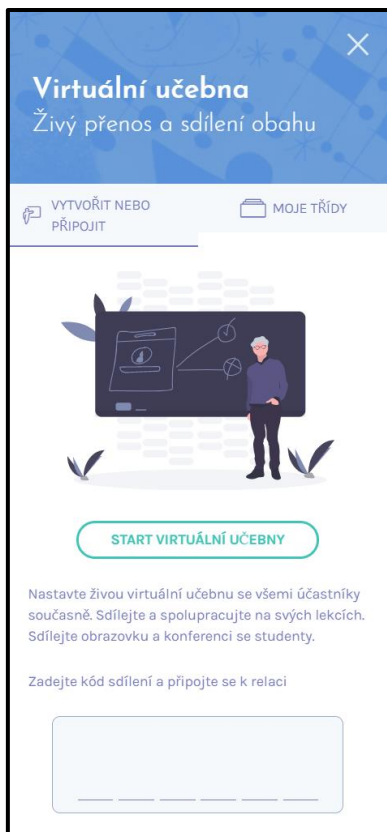 Virtuální učebna
Živý přenos a sdílení obahu
VYTVOŘIT NEBO
PŘIPOJIT
MOJE TŘÍDY
START VIRTUÁLNÍ UČEBNY
Nastavte živou virtuální učebnu se všemi účastníky
současně. Sdílejte a spolupracujte na svých lekcích.
Sdílejte obrazovku a konferenci se studenty.
Zadejte kód sdílení a připojte se k relaci